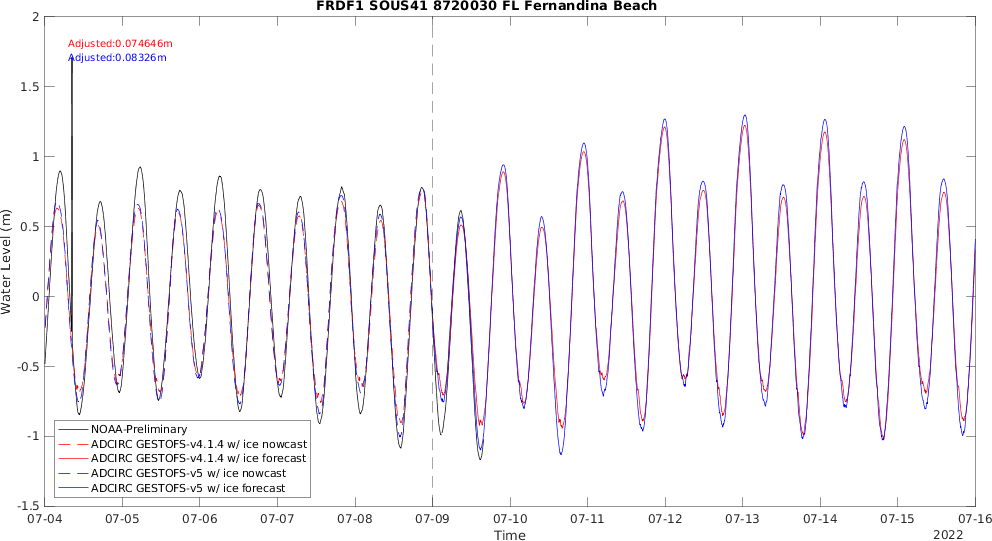 FRDF1 SOUS41 8720030 FL Fernandina Beach
Adjusted:0.074646m
Adjusted:0.08326m
2
1.5
1
0.5
0
-0.5
-1
-1.5
Water Level (m)
NOAA-Preliminary
ADCIRC GESTOFS-v4.1.4 w/ ice nowcast
ADCIRC GESTOFS-v4.1.4 w/ ice forecast
ADCIRC GESTOFS-v5 w/ ice nowcast
ADCIRC GESTOFS-v5 w/ ice forecast
07-04 07-05 07-06 07-07 07-08 07-09 07-10 07-11 07-12 07-13 07-14 07-15 07-16
Time
2022